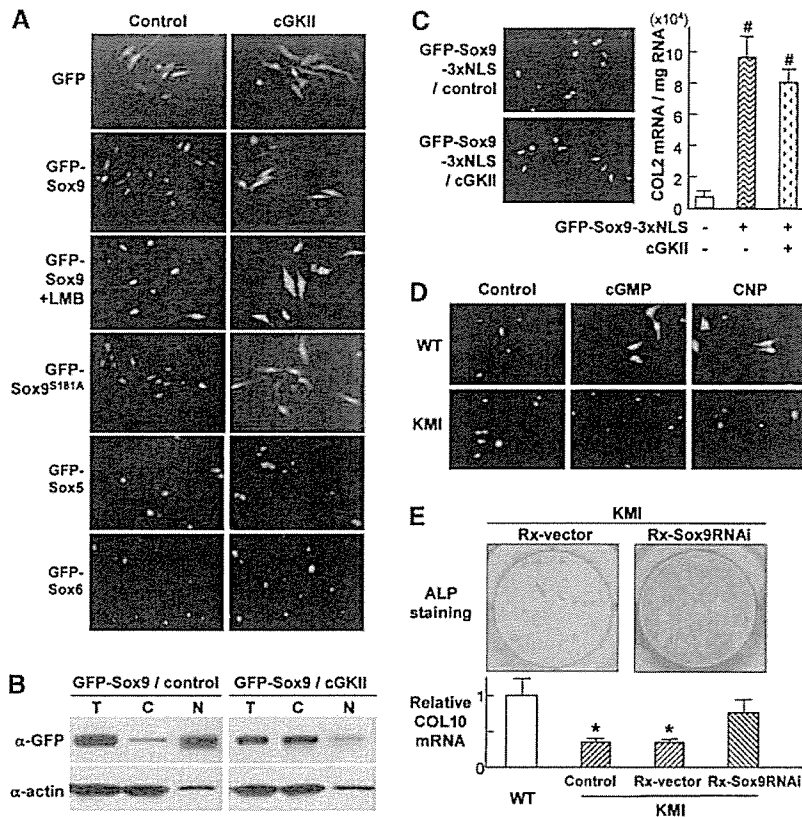 A
Control
cGKII
GFP
GFP-
Sox9
GFP-
Sox9
+LMB
GFP-
Sox9S181A
GFP-
Sox5
GFP-
Sox6
B
GFP-Sox9 / control
GFP-Sox9 / cGKII
T C N
T C N
α-GFP
α-actin
C
GFP-Sox9
-3xNLS
/ control
GFP-Sox9
-3xNLS
/ cGKII
(x10⁴)
COL2 mRNA / mg RNA
10
8
6
4
2
0
#
#
GFP-Sox9-3xNLS - + +
cGKII - - +
D
Control
cGMP
CNP
WT
KMI
E
KMI
Rx-vector
Rx-Sox9RNAi
ALP
staining
Relative
COL10
mRNA
1
0
*
*
Control
Rx-vector
Rx-Sox9RNAi
WT
KMI